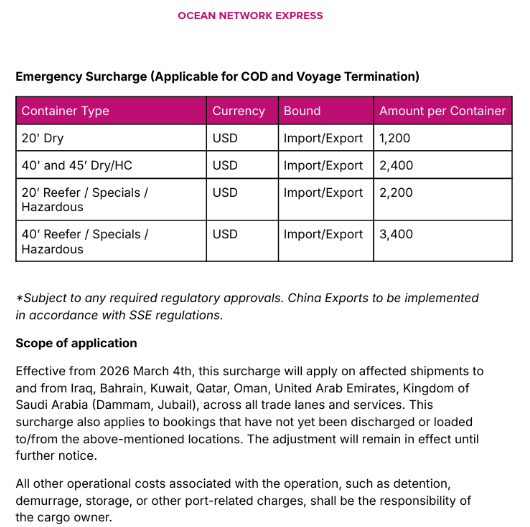 OCEAN NETWORK EXPRESS
Emergency Surcharge (Applicable for COD and Voyage Termination)
Container Type Currency Bound Amount per Container
20' Dry USD Import/Export 1,200
40' and 45' Dry/HC USD Import/Export 2,400
20' Reefer / Specials / Hazardous USD Import/Export 2,200
40' Reefer / Specials / Hazardous USD Import/Export 3,400
*Subject to any required regulatory approvals. China Exports to be implemented
in accordance with SSE regulations.
Scope of application
Effective from 2026 March 4th, this surcharge will apply on affected shipments to
and from Iraq, Bahrain, Kuwait, Qatar, Oman, United Arab Emirates, Kingdom of
Saudi Arabia (Dammam, Jubail), across all trade lanes and services. This
surcharge also applies to bookings that have not yet been discharged or loaded
to/from the above-mentioned locations. The adjustment will remain in effect until
further notice.
All other operational costs associated with the operation, such as detention,
demurrage, storage, or other port-related charges, shall be the responsibility of
the cargo owner.